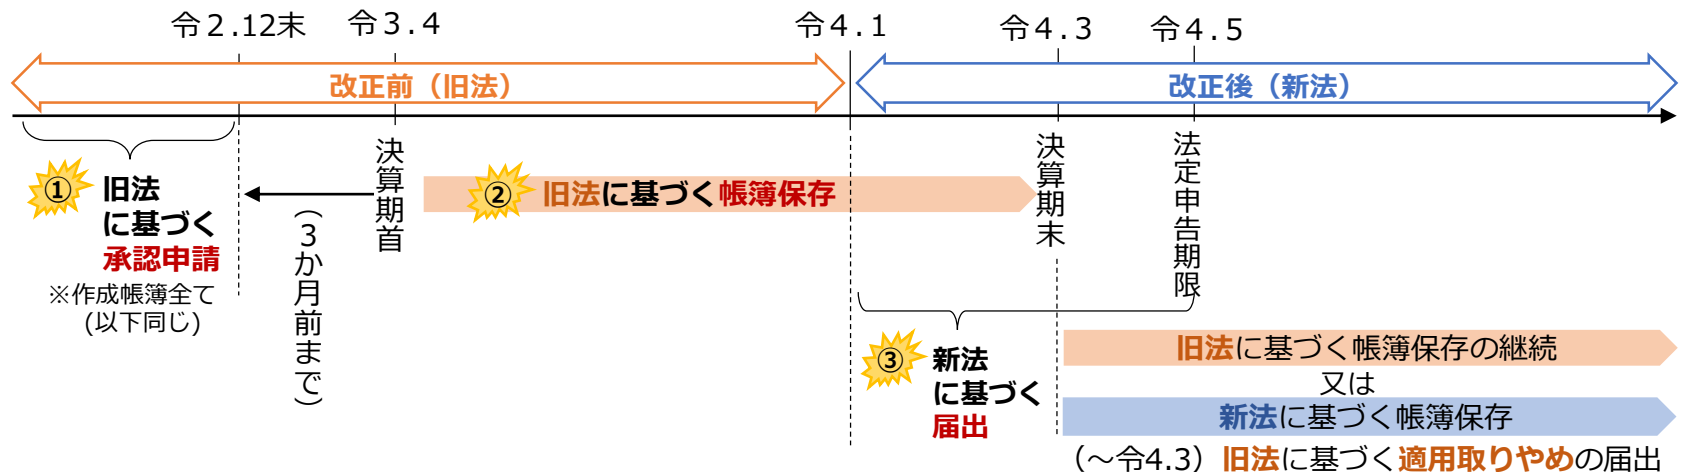 令２.12末
令３.４
令４.１
令４.３
令４.５
改正前（旧法）
改正後（新法）
①
旧法
に基づく
承認申請
※作成帳簿全て
(以下同じ)
（３か月前まで）
決算期首
②
旧法に基づく帳簿保存
決算期末
法定申告期限
③
新法
に基づく
届出
旧法に基づく帳簿保存の継続
又は
新法に基づく帳簿保存
（～令4.3）旧法に基づく適用取りやめの届出